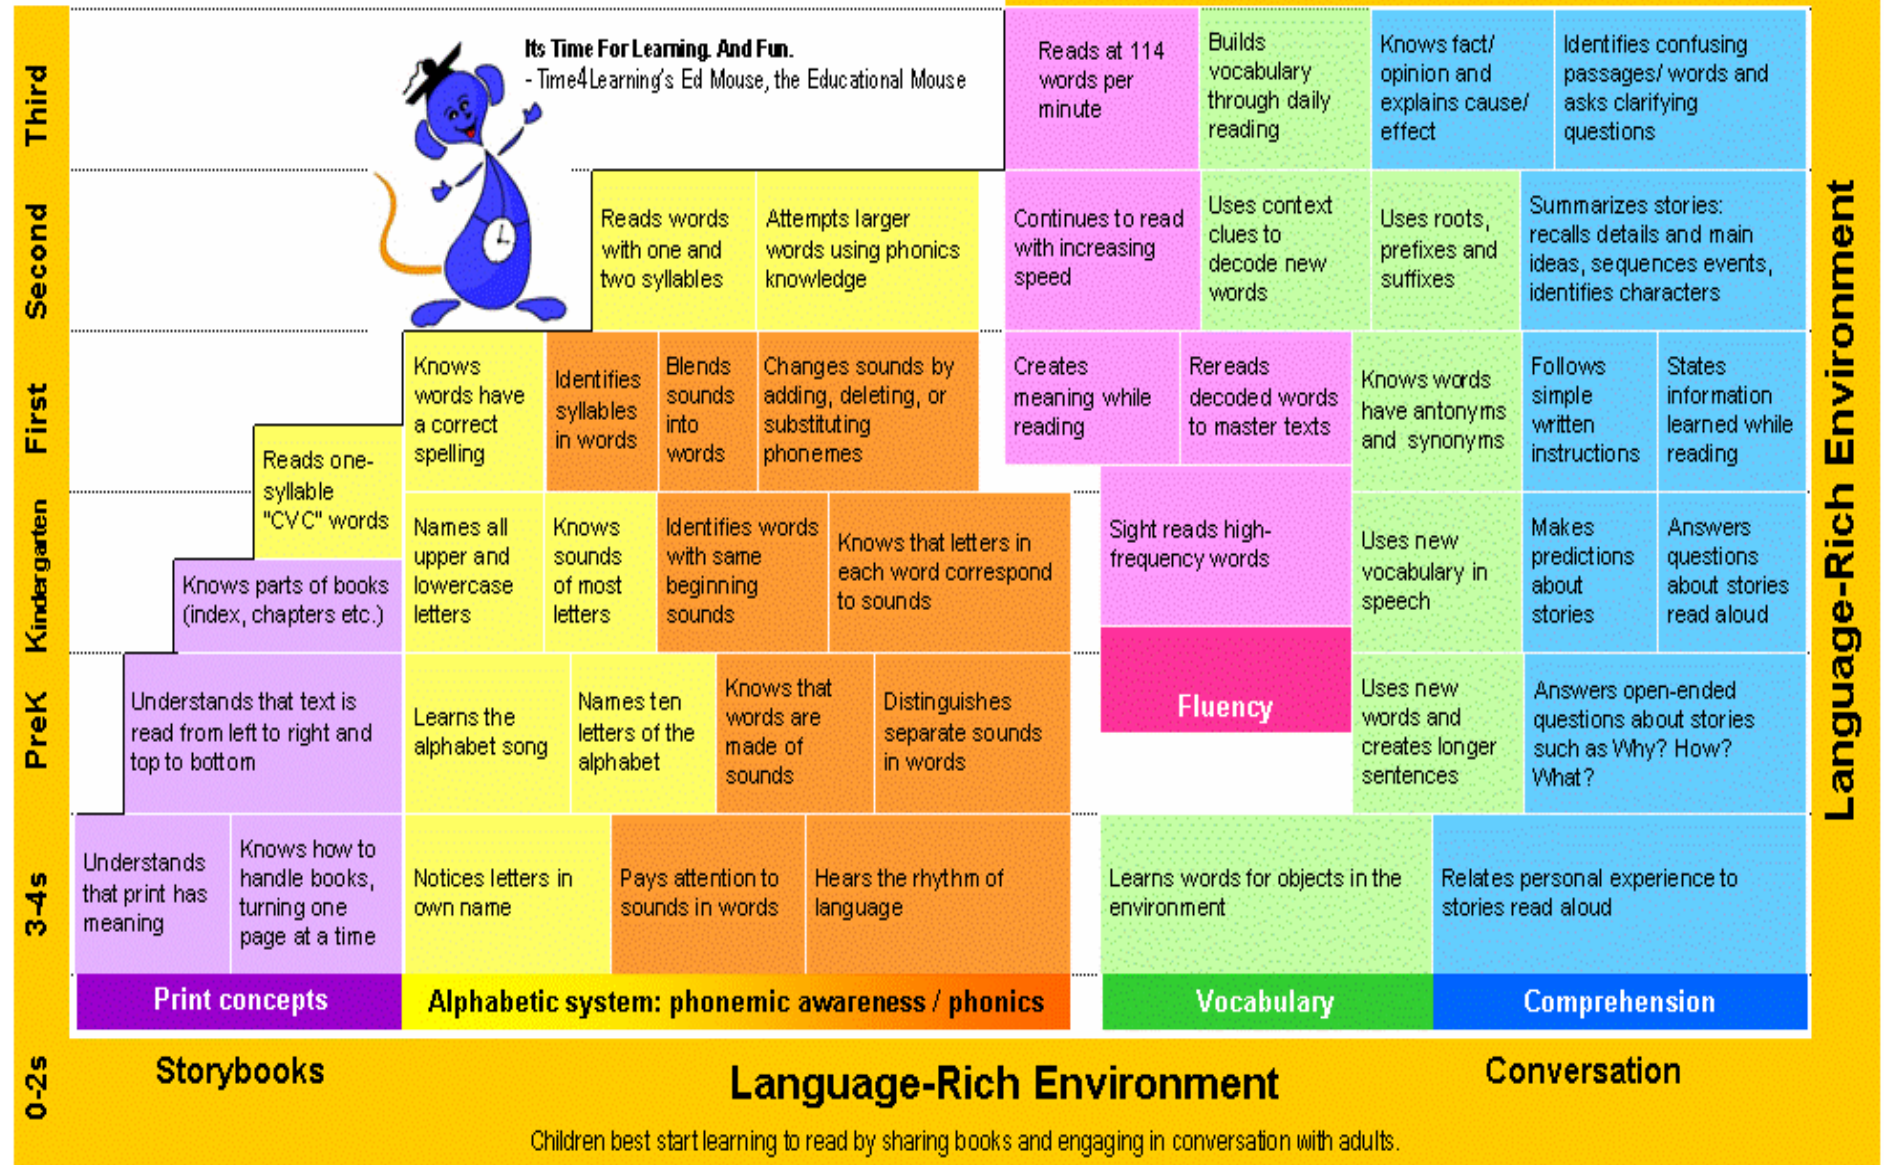 Its Time For Learning. And Fun.
- Time4Learning's Ed Mouse, the Educational Mouse
Third
Reads at 114
words per
minute
Builds
vocabulary
through daily
reading
Knows fact/
opinion and
explains cause/
effect
Identifies confusing
passages/ words and
asks clarifying
questions
Second
Reads words
with one and
two syllables
Attempts larger
words using phonics
knowledge
Continues to read
with increasing
speed
Uses context
clues to
decode new
words
Uses roots,
prefixes and
suffixes
Summarizes stories:
recalls details and main
ideas, sequences events,
identifies characters
First
Reads one-
syllable
"CVC" words
Knows
words have
a correct
spelling
Identifies
syllables
in words
Blends
sounds
into
words
Changes sounds by
adding, deleting, or
substituting
phonemes
Creates
meaning while
reading
Rereads
decoded words
to master texts
Knows words
have antonyms
and synonyms
Follows
simple
written
instructions
States
information
learned while
reading
Kindergarten
Knows parts of books
(index, chapters etc.)
Names all
upper and
lowercase
letters
Knows
sounds
of most
letters
Identifies words
with same
beginning
sounds
Knows that letters in
each word correspond
to sounds
Sight reads high-
frequency words
Uses new
vocabulary in
speech
Makes
predictions
about
stories
Answers
questions
about stories
read aloud
PreK
Understands that text is
read from left to right and
top to bottom
Learns the
alphabet song
Names ten
letters of the
alphabet
Knows that
words are
made of
sounds
Distinguishes
separate sounds
in words
Fluency
Uses new
words and
creates longer
sentences
Answers open-ended
questions about stories
such as Why? How?
What?
3-4s
Understands
that print has
meaning
Knows how to
handle books,
turning one
page at a time
Notices letters in
own name
Pays attention to
sounds in words
Hears the rhythm of
language
Learns words for objects in the
environment
Relates personal experience to
stories read aloud
Print concepts
Alphabetic system: phonemic awareness / phonics
Vocabulary
Comprehension
0-2s
Storybooks
Language-Rich Environment
Conversation
Children best start learning to read by sharing books and engaging in conversation with adults.
Language-Rich Environment